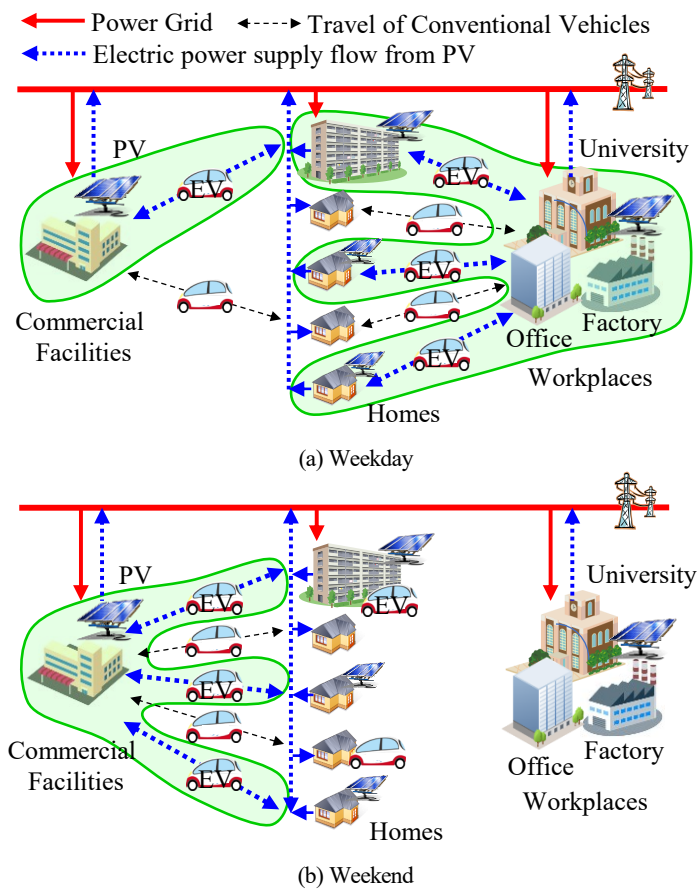 Power Grid
Travel of Conventional Vehicles
Electric power supply flow from PV
PV
University
EV
EV
EV
Commercial
Facilities
Office
Factory
EV
Workplaces
Homes
(a) Weekday
PV
University
EV
EV
EV
Commercial
Facilities
EV
Office
Factory
Workplaces
Homes
(b) Weekend